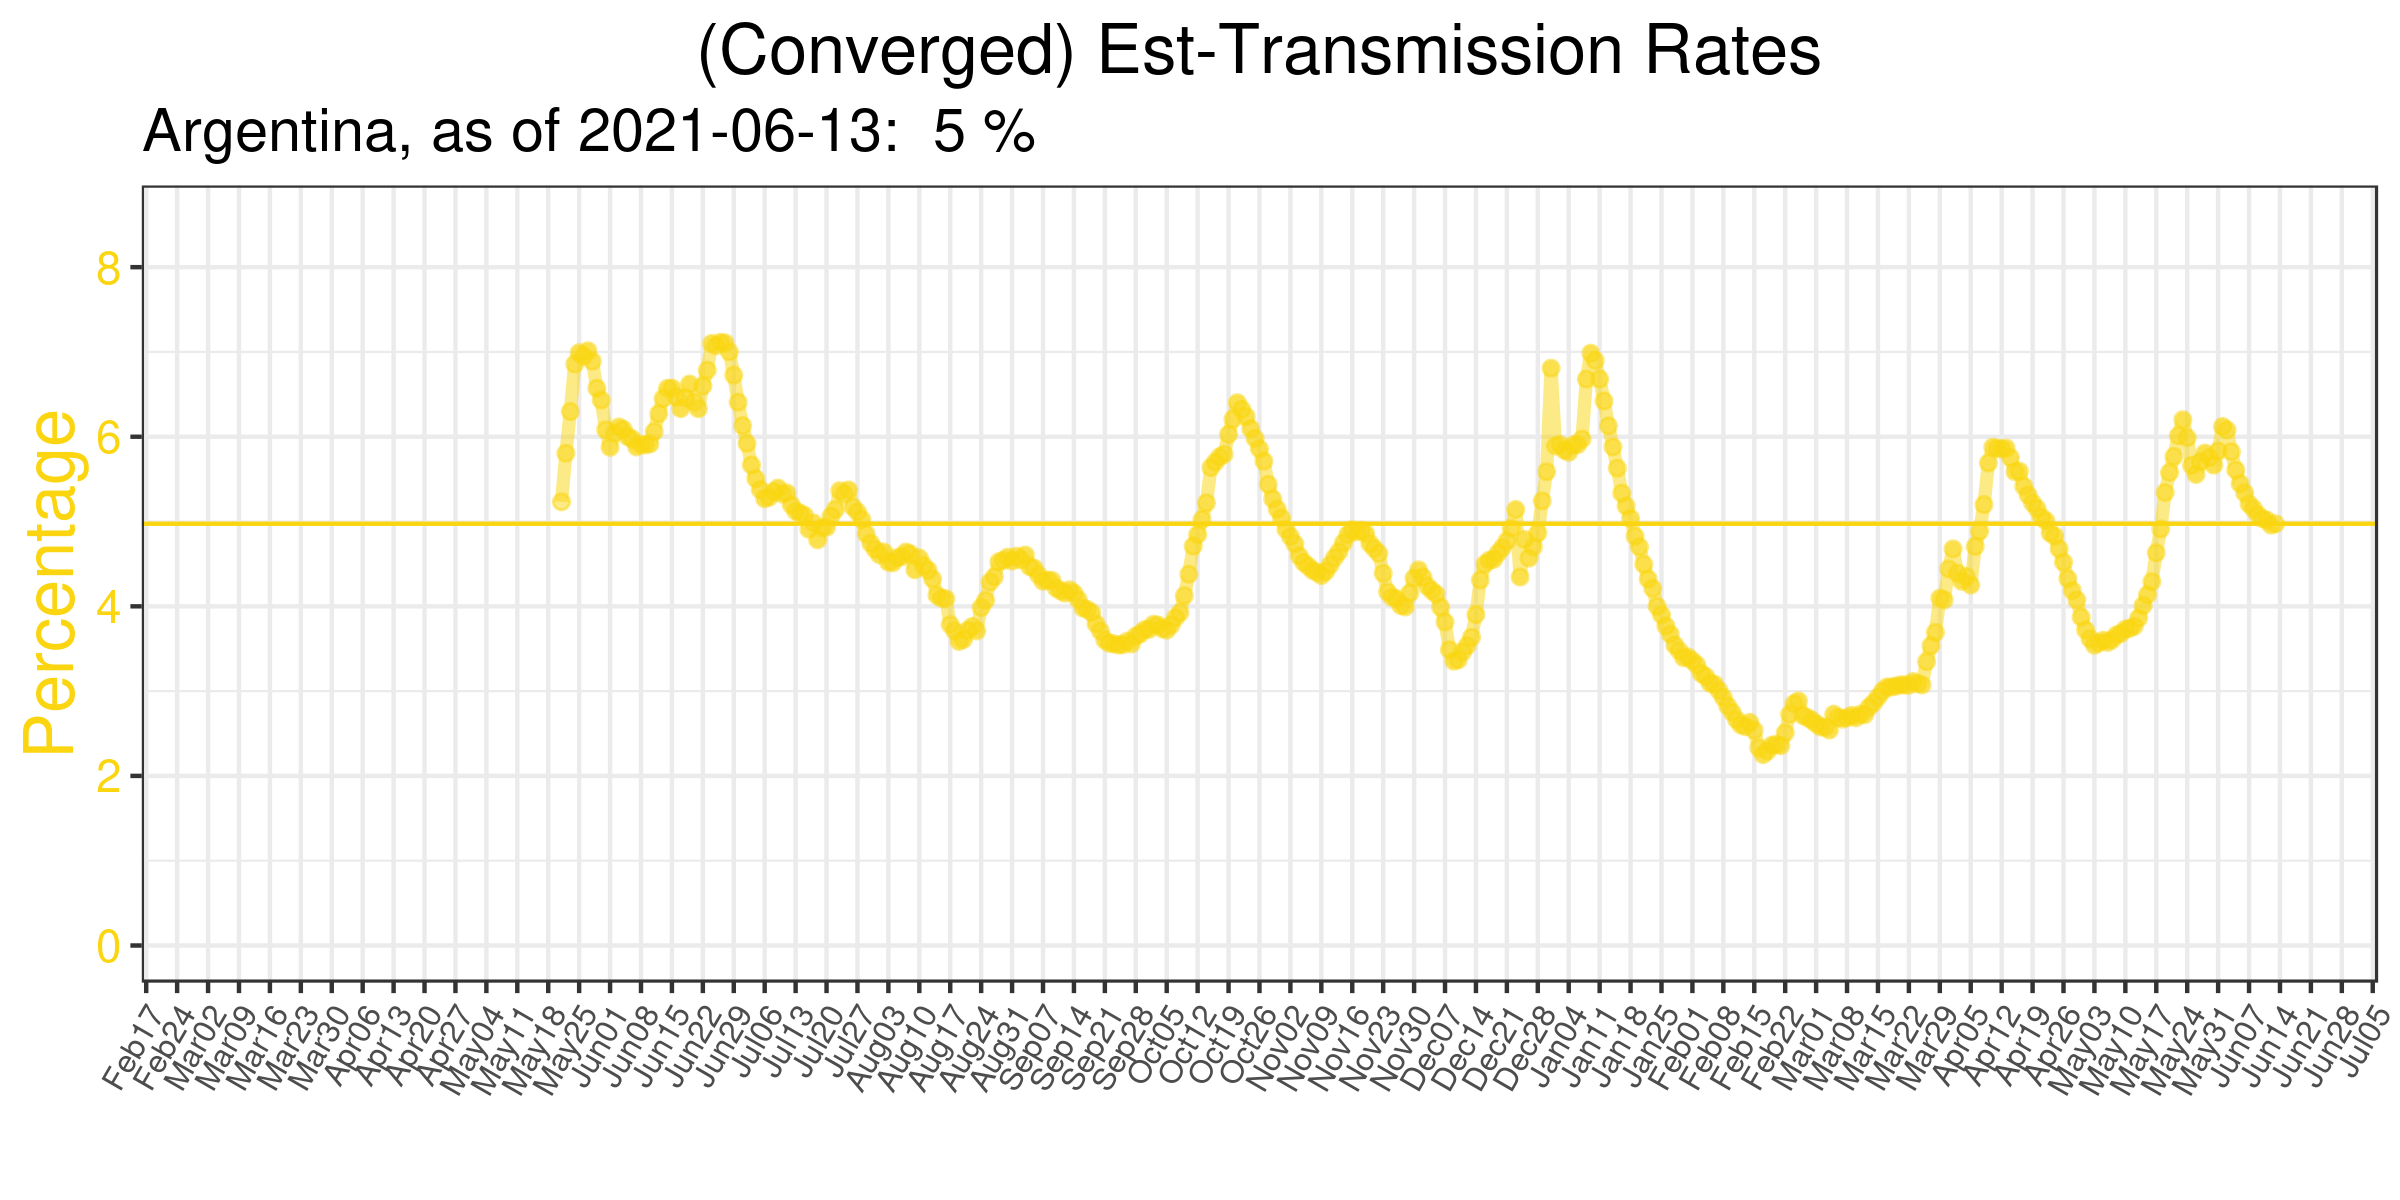 (Converged) Est-Transmission Rates
Argentina, as of 2021-06-13:  5 %
Percentage
8
6
4
2
0
Feb17
Feb24
Mar02
Mar09
Mar16
Mar23
Mar30
Apr06
Apr13
Apr20
Apr27
May04
May11
May18
May25
Jun01
Jun08
Jun15
Jun22
Jun29
Jul06
Jul13
Jul20
Jul27
Aug03
Aug10
Aug17
Aug24
Aug31
Sep07
Sep14
Sep21
Sep28
Oct05
Oct12
Oct19
Oct26
Nov02
Nov09
Nov16
Nov23
Nov30
Dec07
Dec14
Dec21
Dec28
Jan04
Jan11
Jan18
Jan25
Feb01
Feb08
Feb15
Feb22
Mar01
Mar08
Mar15
Mar22
Mar29
Apr05
Apr12
Apr19
Apr26
May03
May10
May17
May24
May31
Jun07
Jun14
Jun21
Jun28
Jul05